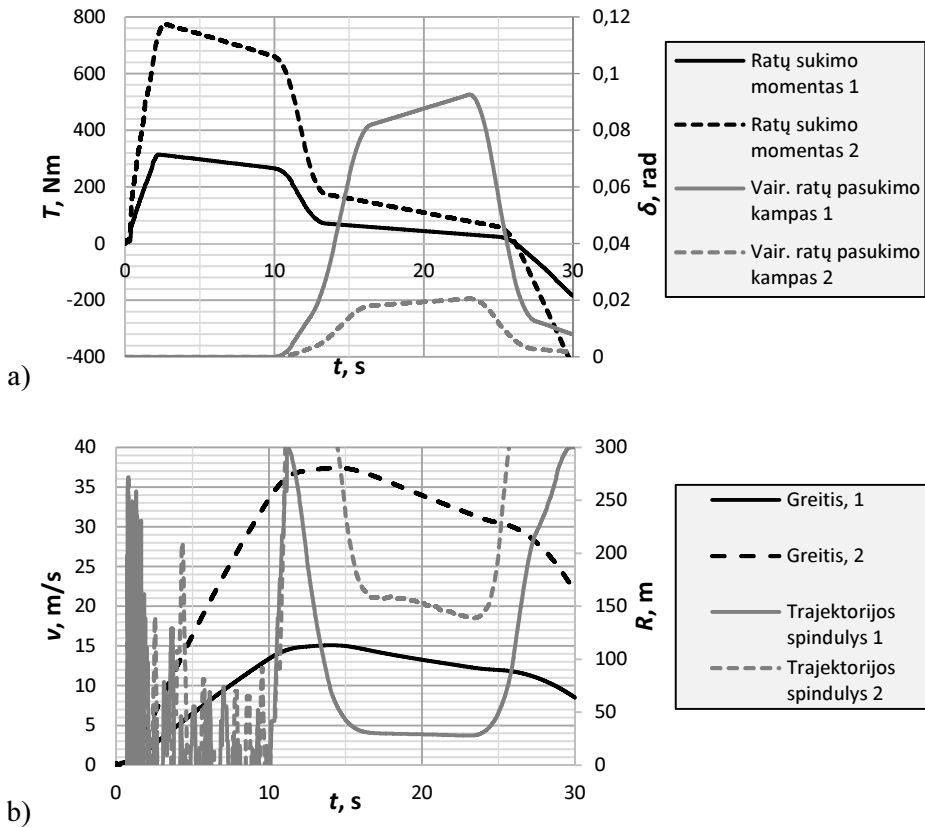 800
600
400
200
0
-200
-400
T, Nm
0
10
20
30
t, s
0,12
0,1
0,08
0,06
0,04
0,02
0
δ, rad
Ratų sukimo
momentas 1
Ratų sukimo
momentas 2
Vair. ratų pasukimo
kampas 1
Vair. ratų pasukimo
kampas 2
a)
40
35
30
25
20
15
10
5
0
v, m/s
0
10
20
30
t, s
300
250
200
150
100
50
0
R, m
Greitis, 1
Greitis, 2
Trajektorijos
spindulys 1
Trajektorijos
spindulys 2
b)